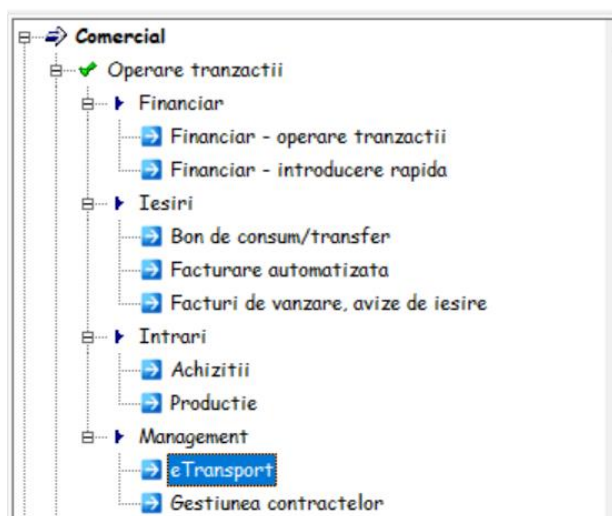 Comercial
Operare tranzactii
Financiar
Financiar - operare tranzactii
Financiar - introducere rapida
Iesiri
Bon de consum/transfer
Facturare automatizata
Facturi de vanzare, avize de iesire
Intrari
Achizitii
Productie
Management
eTransport
Gestiunea contractelor